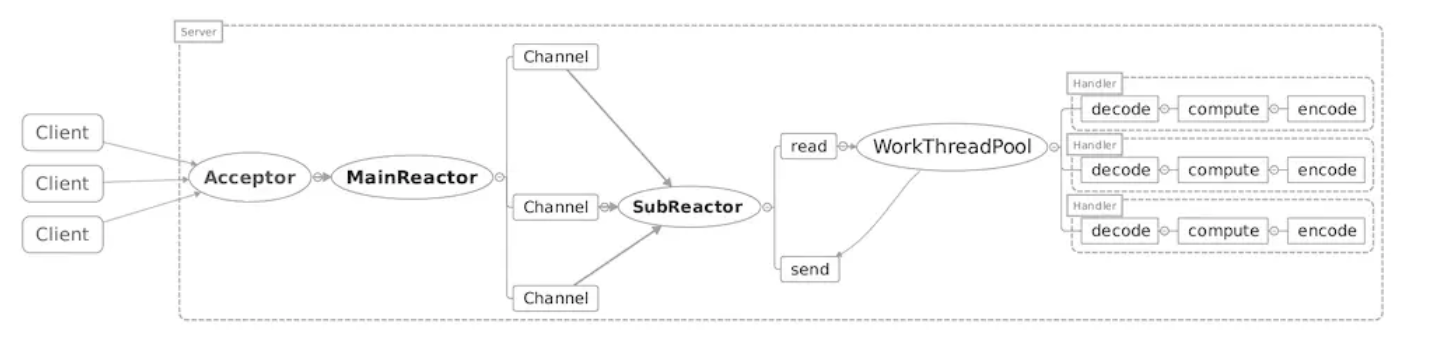 Server
Client
Client
Client
Acceptor
MainReactor
Channel
Channel
Channel
SubReactor
read
send
WorkThreadPool
Handler
decode compute encode
Handler
decode compute encode
Handler
decode compute encode